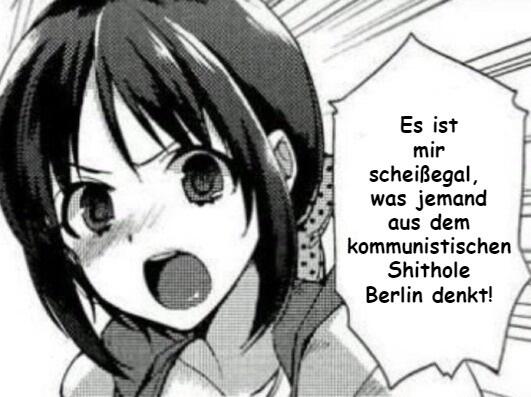 Es ist
mir
scheißegal,
was jemand
aus dem
kommunistischen
Shithole
Berlin denkt!